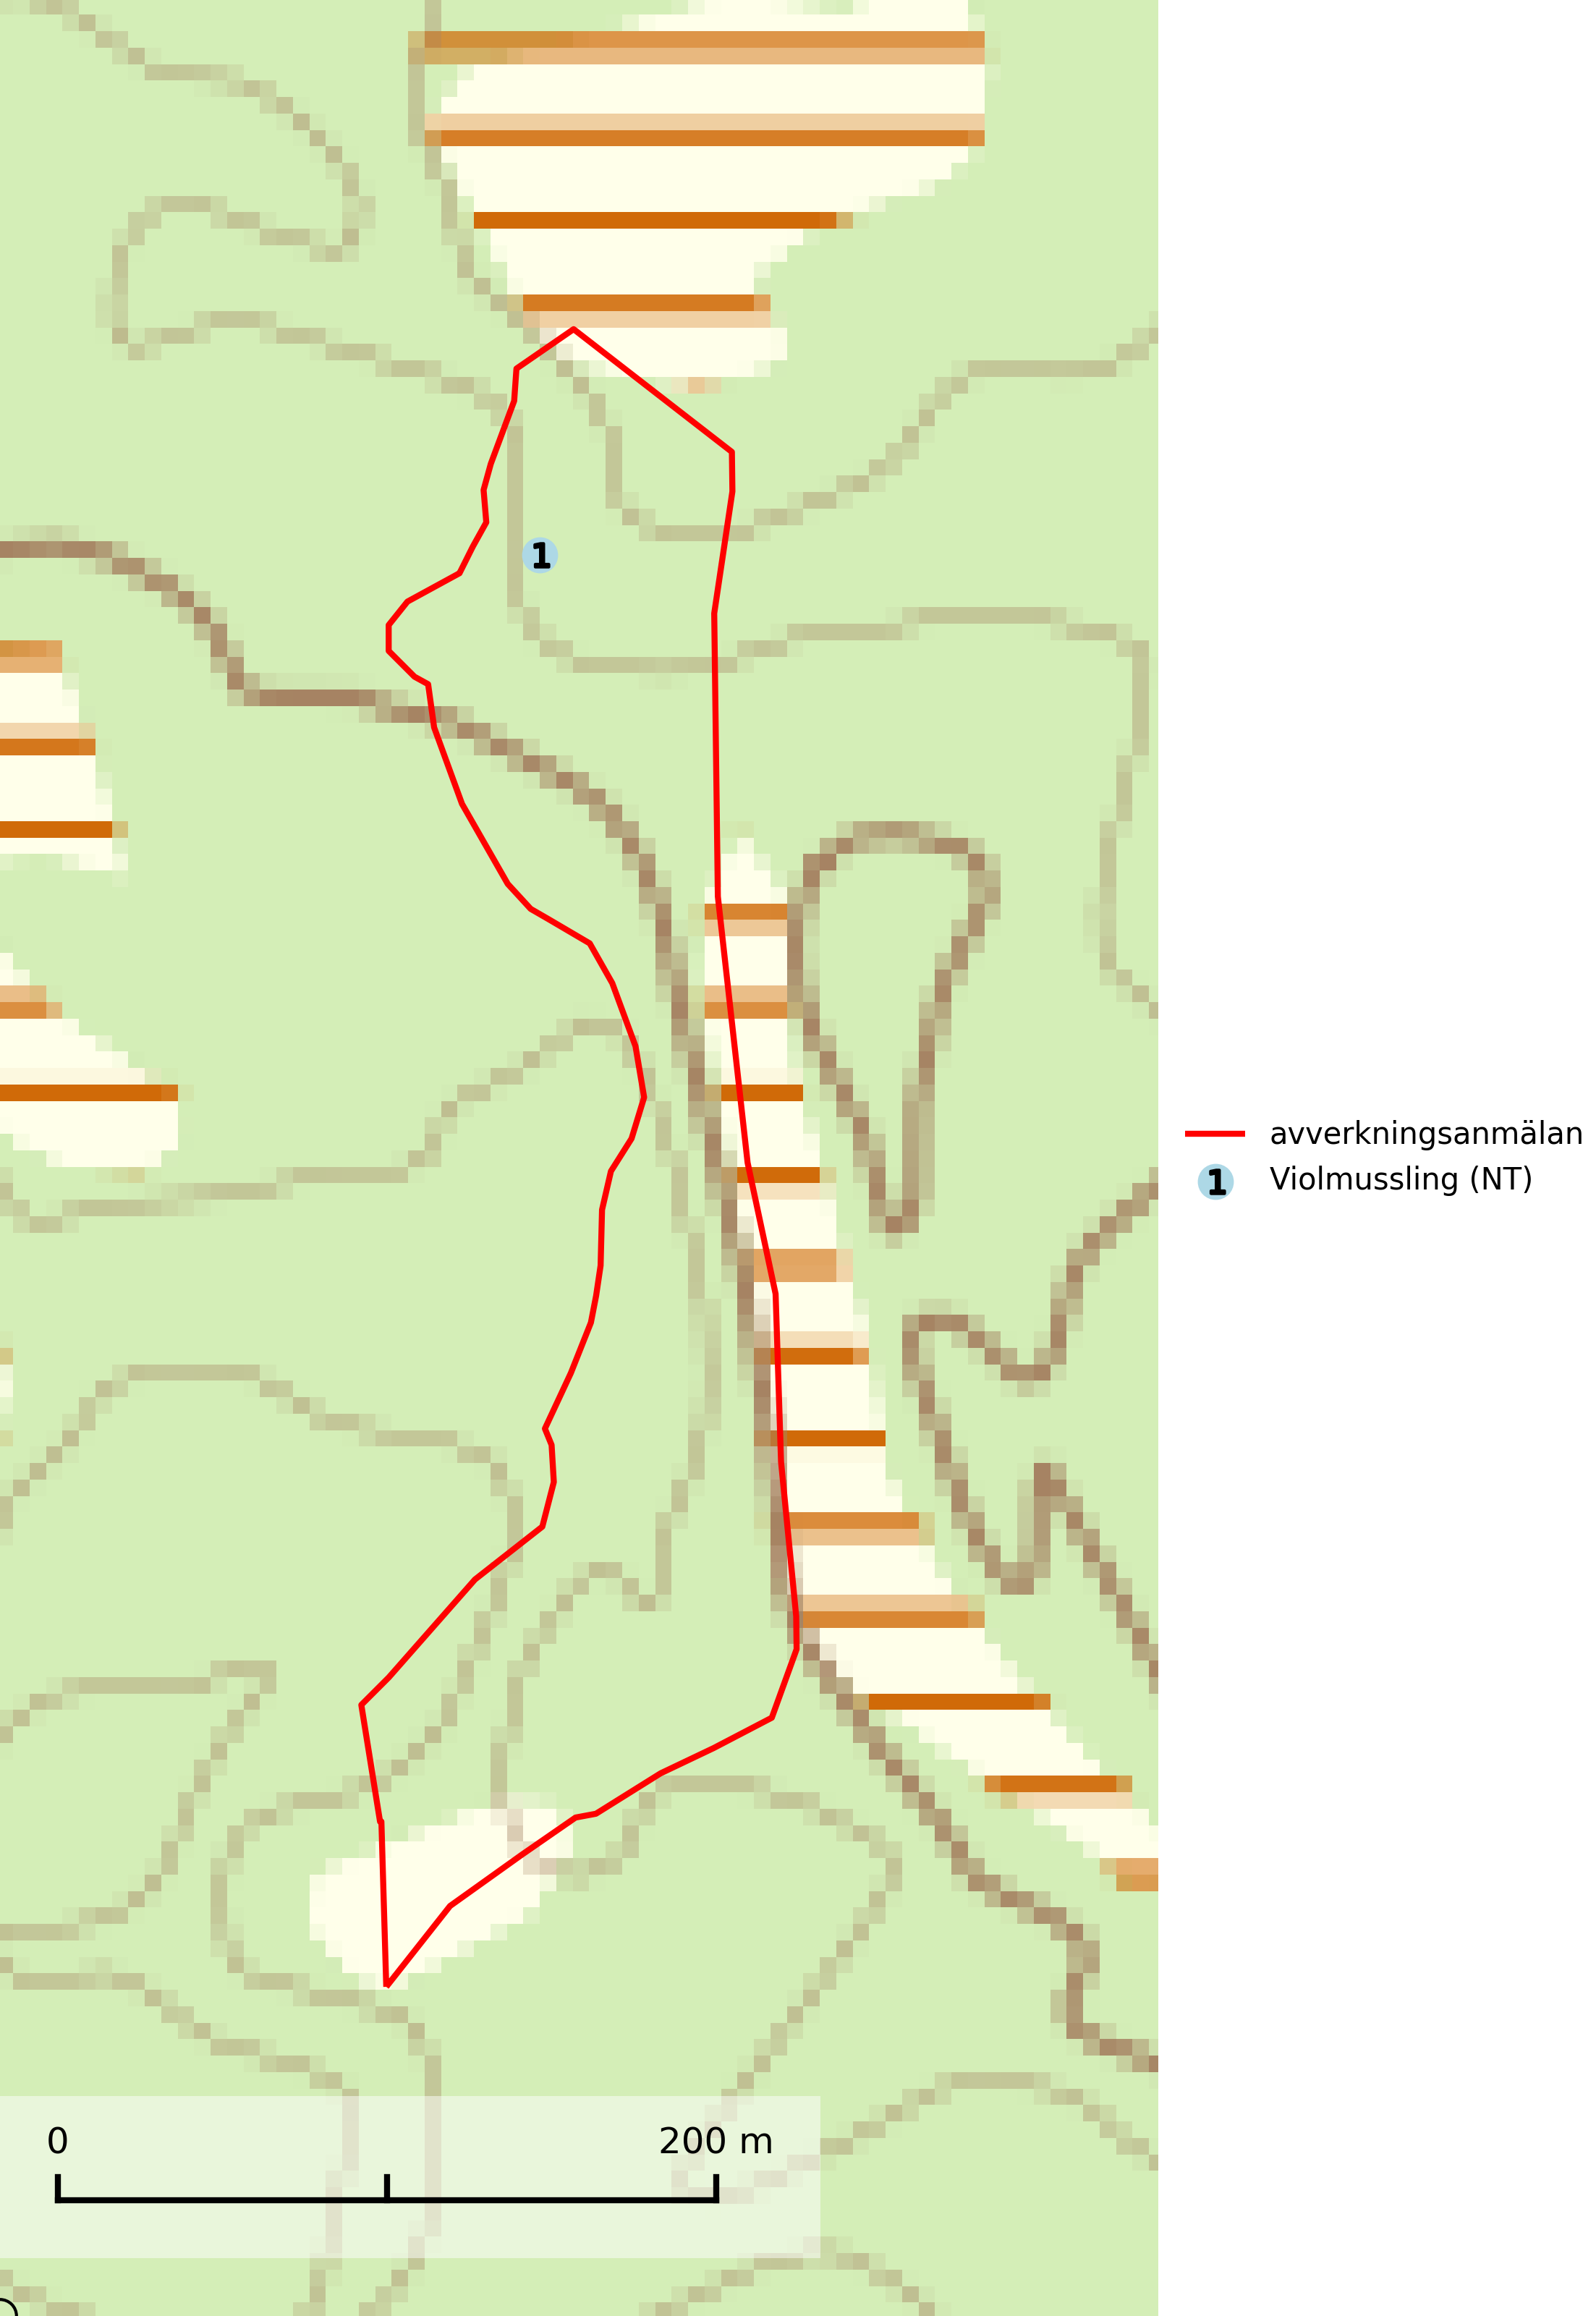 1
avverkningsanmälan
1 Violmussling (NT)
0 200 m